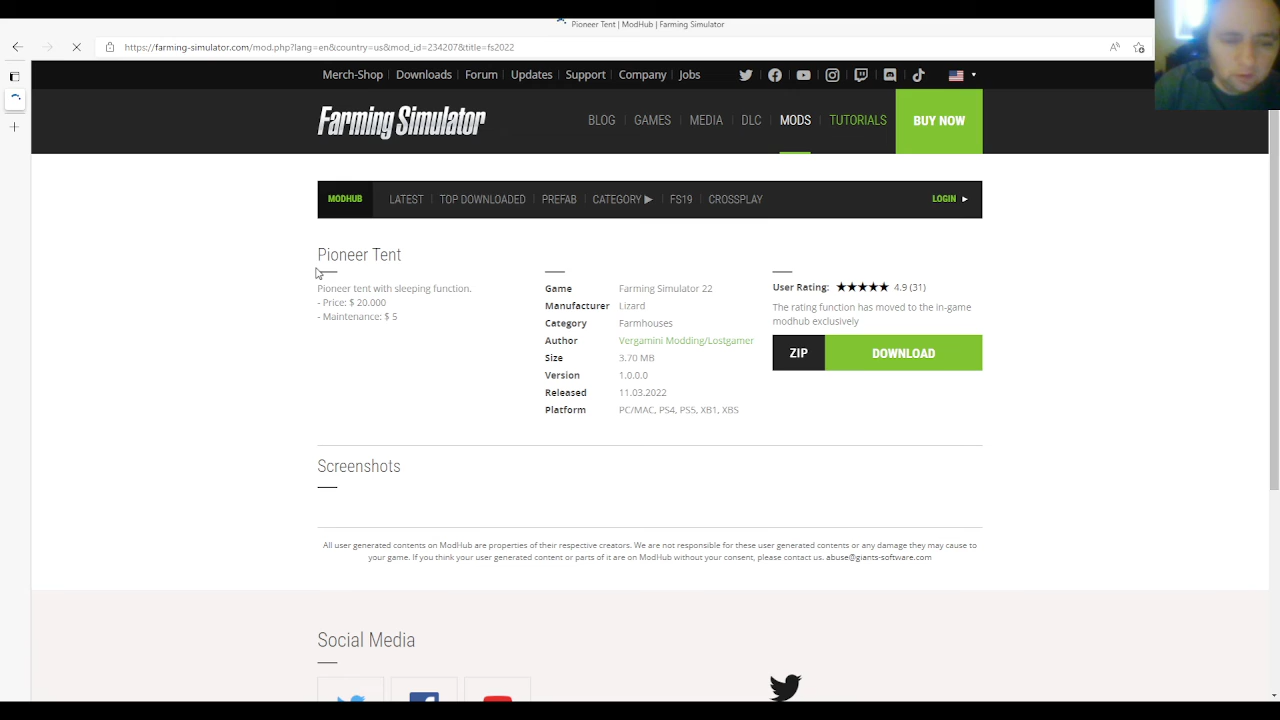 Pioneer Tent | ModHub | Farming Simulator
https://farming-simulator.com/mod.php?lang=en&country=us&mod_id=234207&title=fs2022
Merch-Shop Downloads Forum Updates Support Company Jobs
Farming Simulator BLOG GAMES MEDIA DLC MODS TUTORIALS BUY NOW
MODHUB LATEST TOP DOWNLOADED PREFAB CATEGORY ▶ FS19 CROSSPLAY LOGIN ▶
Pioneer Tent
Pioneer tent with sleeping function.
- Price: $ 20.000
- Maintenance: $ 5
Game Farming Simulator 22
Manufacturer Lizard
Category Farmhouses
Author Vergamini Modding/Lostgamer
Size 3.70 MB
Version 1.0.0.0
Released 11.03.2022
Platform PC/MAC, PS4, PS5, XB1, XBS
User Rating: ★★★★★ 4.9 (31)
The rating function has moved to the in-game
modhub exclusively
ZIP DOWNLOAD
Screenshots
All user generated contents on ModHub are properties of their respective creators. We are not responsible for these user generated contents or any damage they may cause to
your game. If you think your user generated content or parts of it are on ModHub without your consent, please contact us. abuse@giants-software.com
Social Media